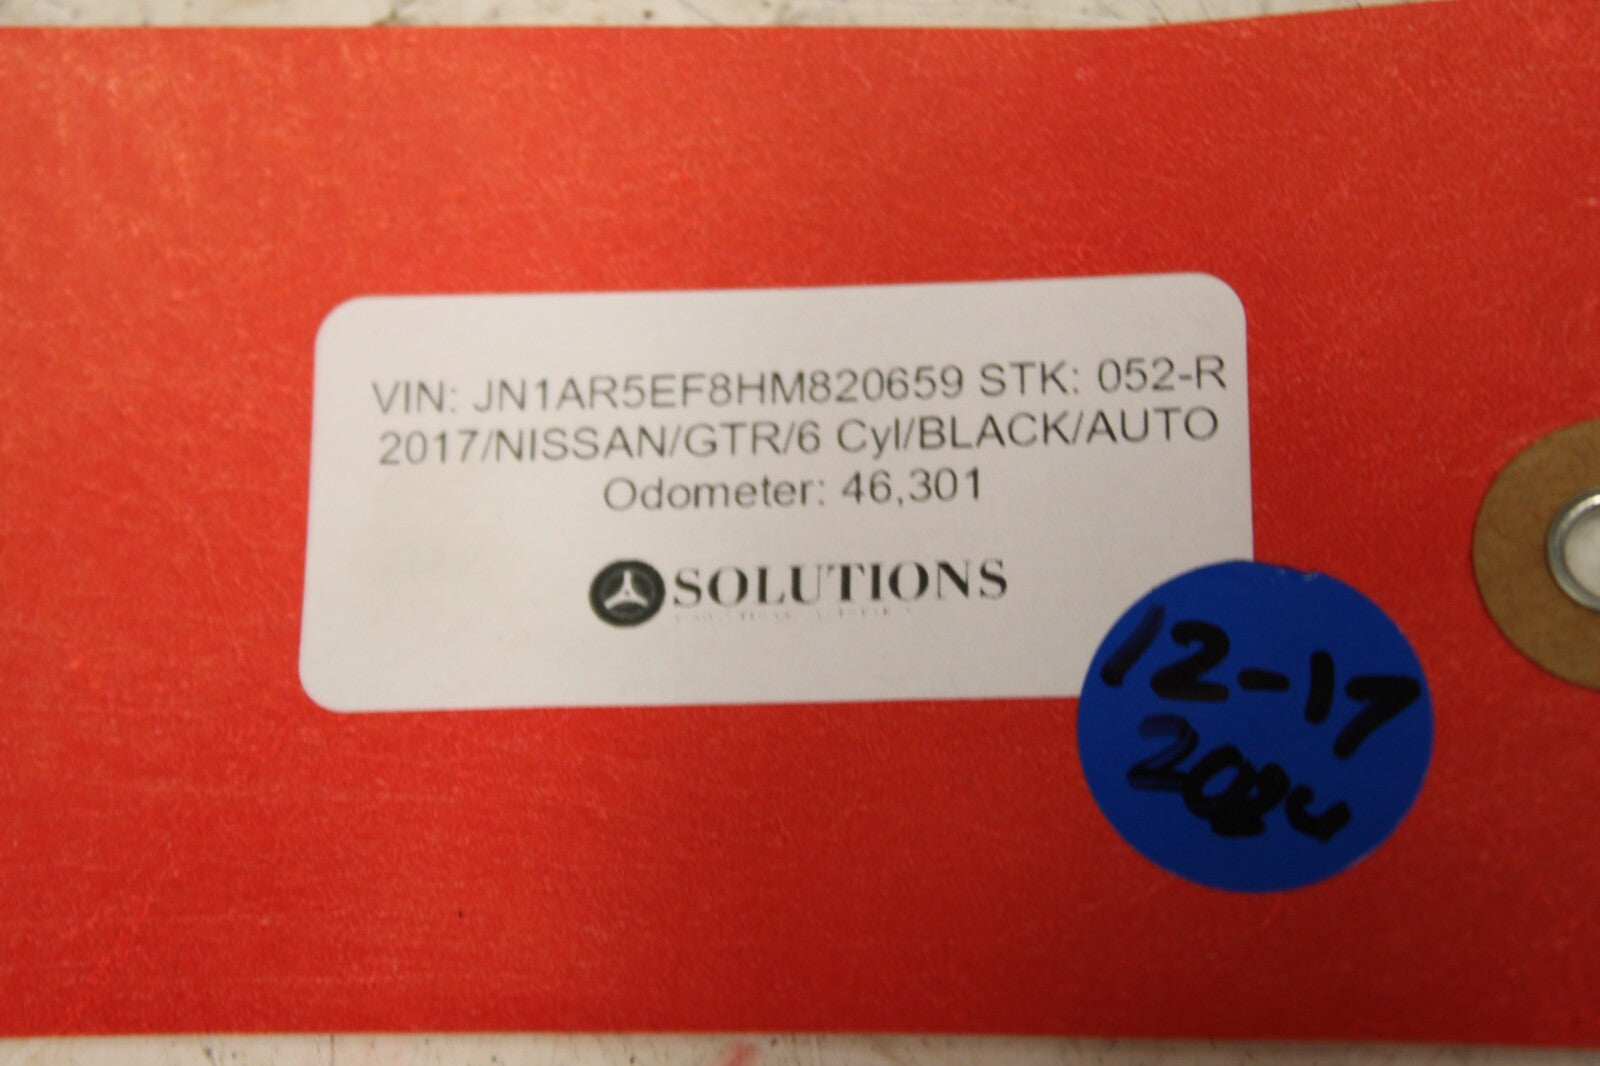 VIN: JN1AR5EF8HM820659 STK: 052-R
2017/NISSAN/GTR/6 Cyl/BLACK/AUTO
Odometer: 46,301
SOLUTIONS
12-17